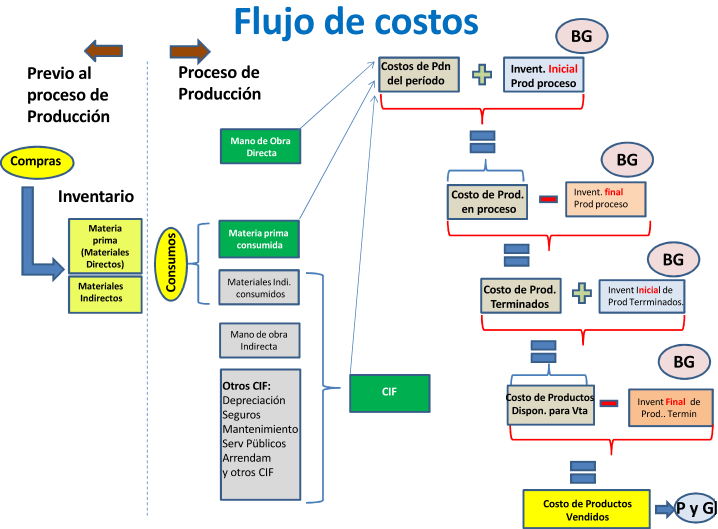 Flujo de costos
Previo al
proceso de
Producción
Proceso de
Producción
Compras
Inventario
Materia
prima
(Materiales
Directos)
Materiales
Indirectos
Consumos
Mano de Obra
Directa
Materia prima
consumida
Materiales Indi.
consumidos
Mano de obra
Indirecta
Otros CIF:
Depreciación
Seguros
Mantenimiento
Serv Públicos
Arrendam
y otros CIF
CIF
Costos de Pdn
del período
Invent. Inicial
Prod proceso
BG
Costo de Prod.
en proceso
Invent. final
Prod proceso
BG
Costo de Prod.
Terminados
Invent Inicial de
Prod Terrminados.
BG
Costo de Productos
Dispon. para Vta
Invent Final de
Prod.. Termin
BG
Costo de Productos
Vendidos
P y G